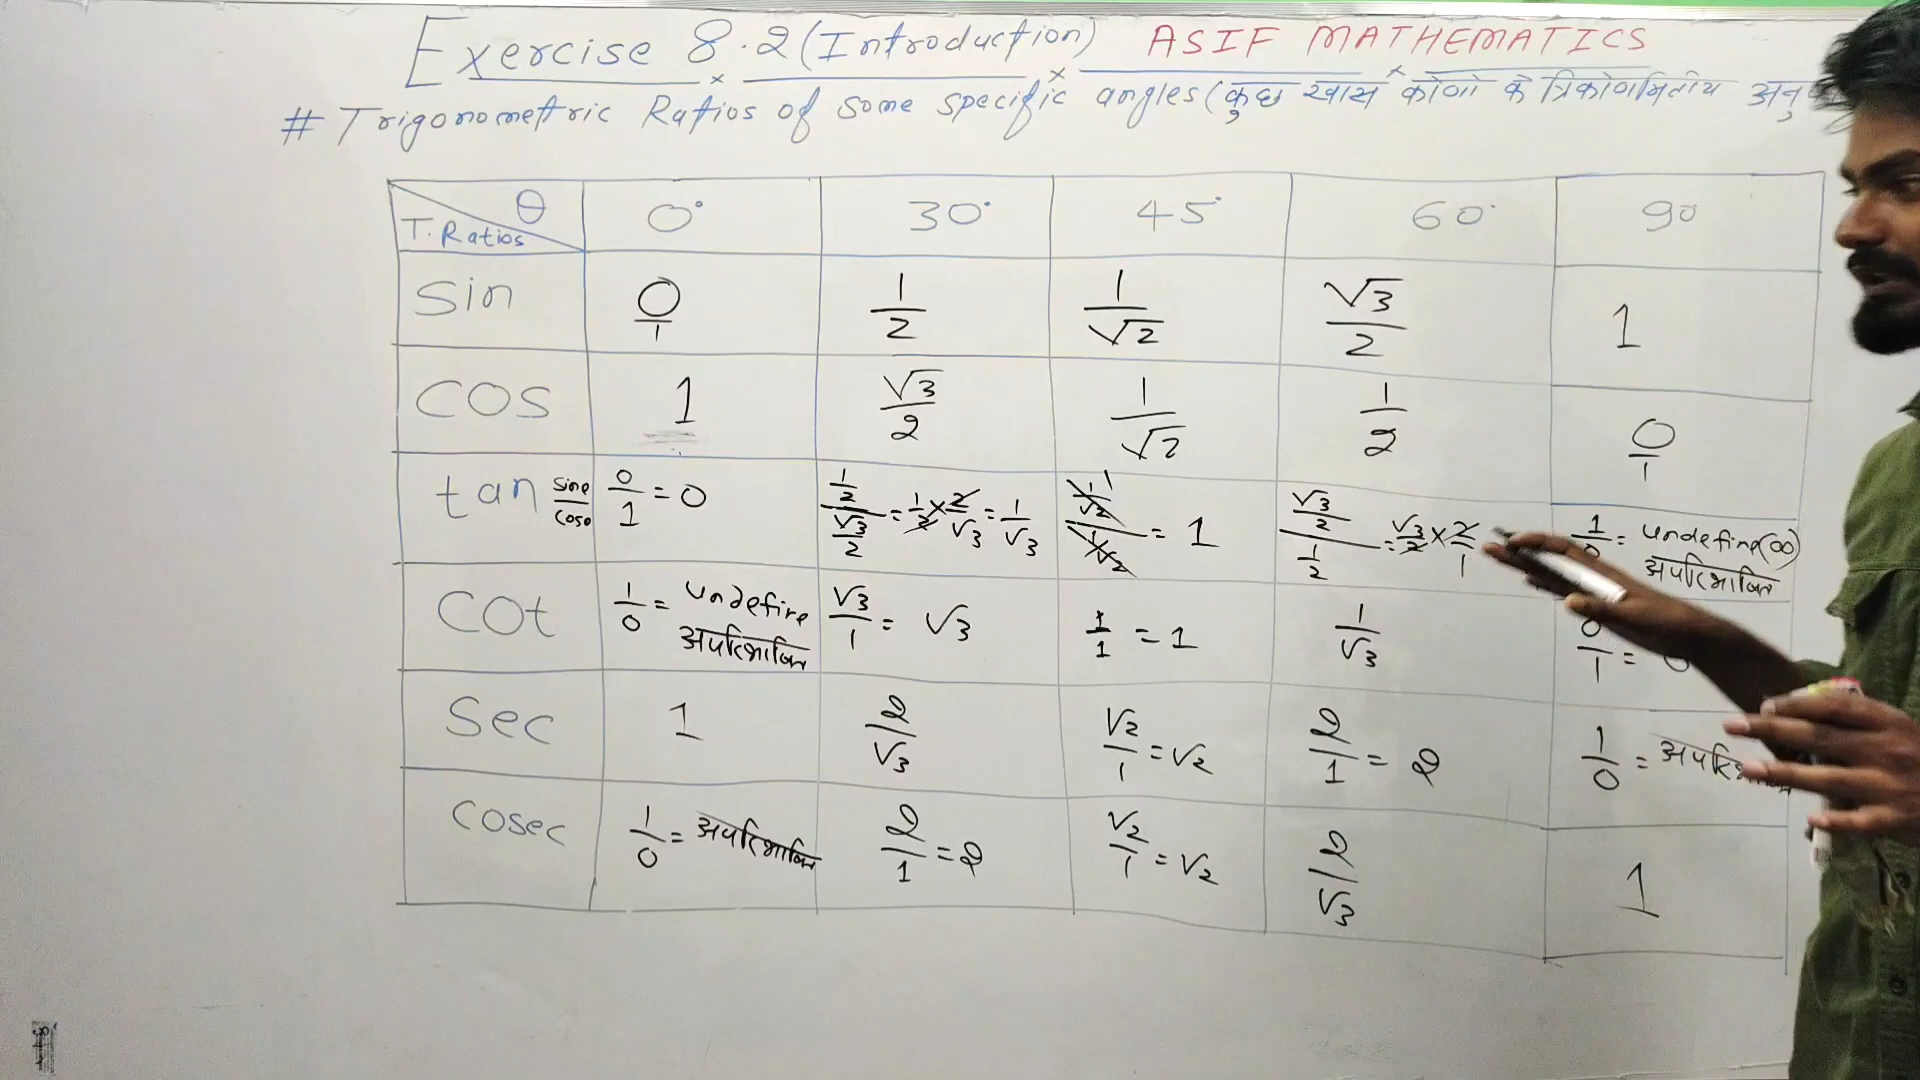 Exercise 8.2 (Introduction) ASIF MATHEMATICS
# Trigonometric Ratios of some specific angles (कुछ खास कोणों के त्रिकोणमितीय
θ T. Ratios 0° 30° 45° 60° 90
Sin 0/1 1/2 1/√2 √3/2 1
COS 1 √3/2 1/√2 1/2 0/1
tan sinθ/cosθ 0/1 = 0 (1/2)/(√3/2) = 1/2 × 2/√3 = 1/√3 (1/√2)/(1/√2) = 1 (√3/2)/(1/2) = √3/2 × 2/1 1/0 = undefine(∞) अपरिभाषित
COt 1/0 = undefine अपरिभाषित √3/1 = √3 1/1 = 1 1/√3 0/1 = 0
Sec 1 2/√3 √2/1 = √2 2/1 = 2 1/0 =
Cosec 1/0 = अपरिभाषित 2/1 = 2 √2/1 = √2 2/√3 1